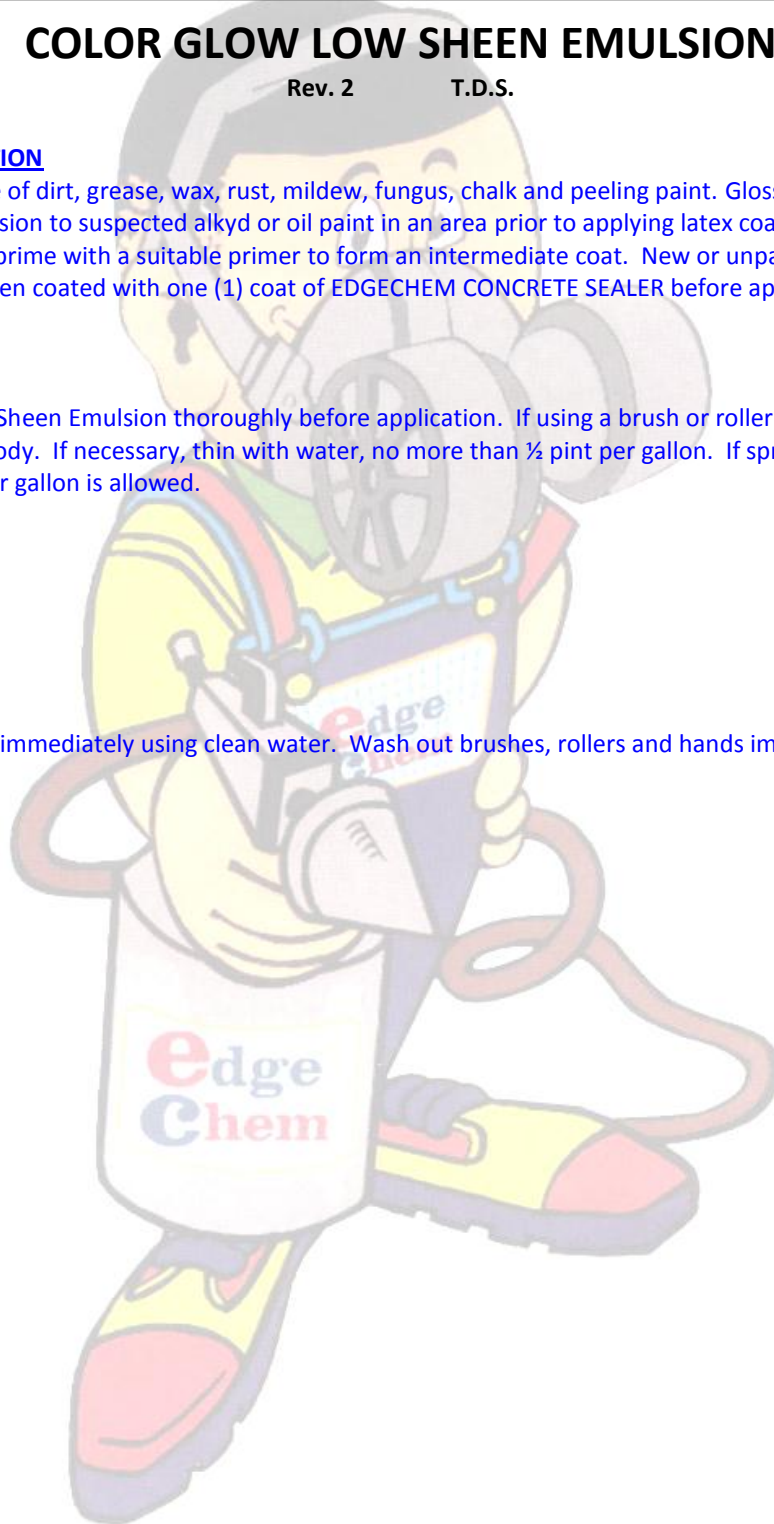 COLOR GLOW LOW SHEEN EMULSION
Rev. 2 T.D.S.
TION
e of dirt, grease, wax, rust, mildew, fungus, chalk and peeling paint. Gloss
sion to suspected alkyd or oil paint in an area prior to applying latex coa
prime with a suitable primer to form an intermediate coat. New or unpa
en coated with one (1) coat of EDGECHEM CONCRETE SEALER before ap
Sheen Emulsion thoroughly before application. If using a brush or roller
ody. If necessary, thin with water, no more than ½ pint per gallon. If spr
r gallon is allowed.
edge
chem
immediately using clean water. Wash out brushes, rollers and hands im
edge
Chem